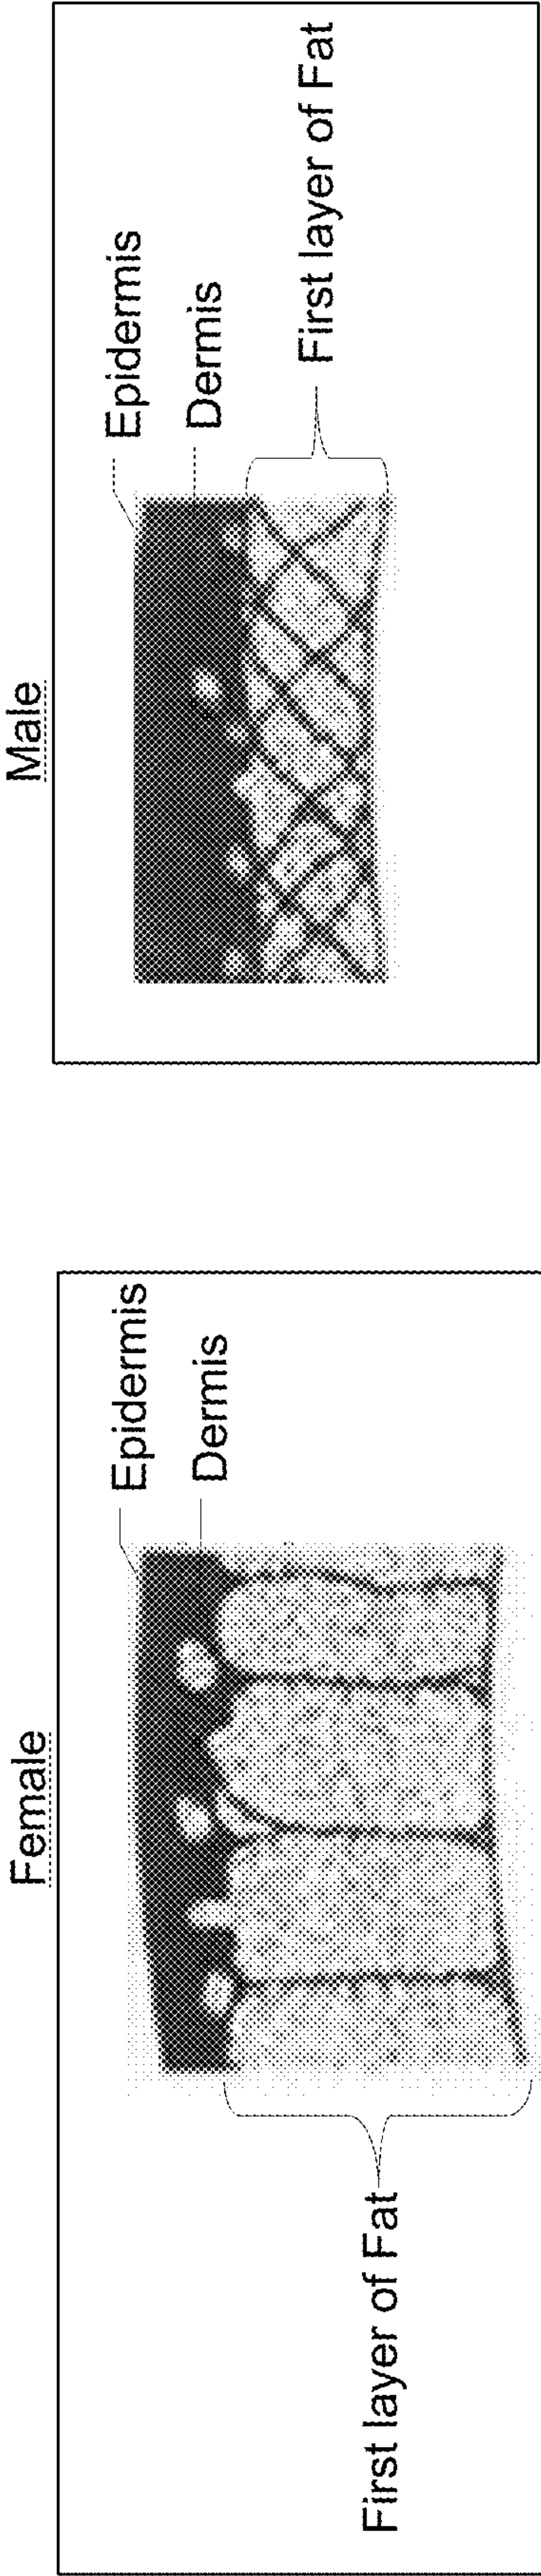 Female
Epidermis
Dermis
First layer of Fat
Male
Epidermis
Dermis
First layer of Fat